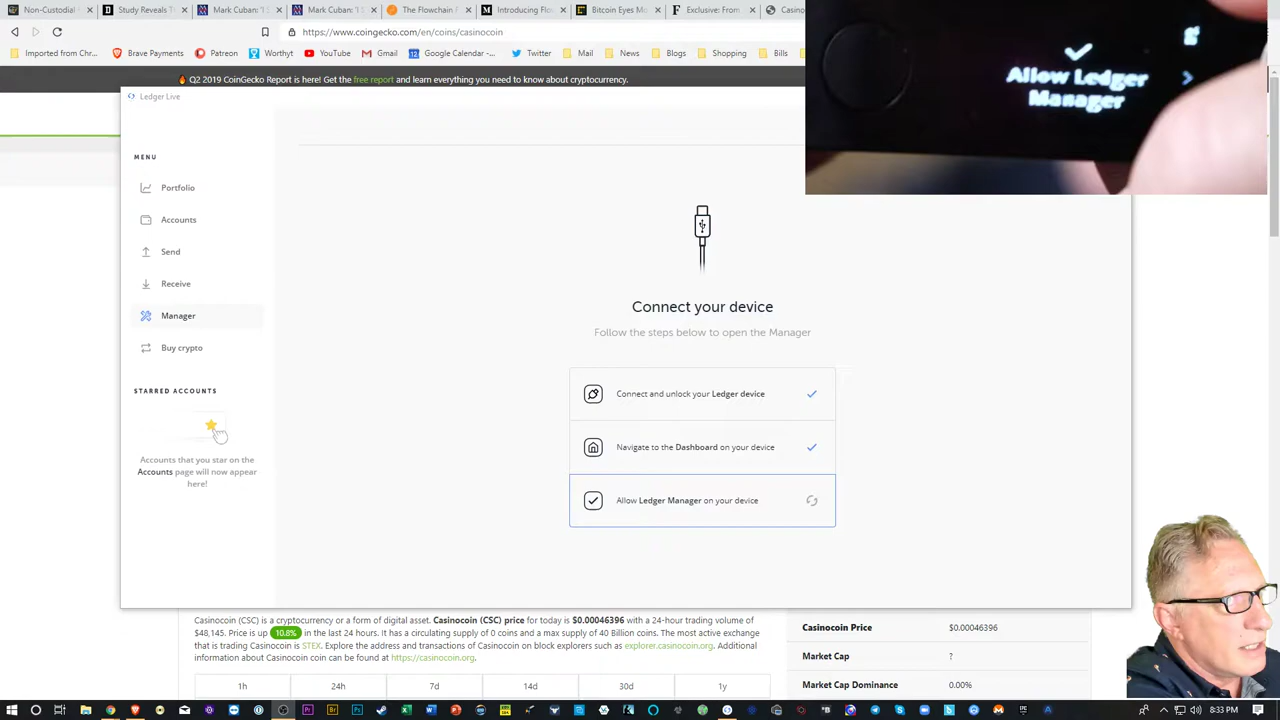 Non-Custodial
Study Reveals T
Mark Cuban: 'I S
Mark Cuban: 'I S
The Flowchain F
Introducing Flow
Bitcoin Eyes Mo
Exclusive: From
Casino
https://www.coingecko.com/en/coins/casinocoin
Imported from Chr...
Brave Payments
Patreon
Worthyt
YouTube
Gmail
Google Calendar -...
Twitter
News
Blogs
Shopping
Bills
Q2 2019 CoinGecko Report is here! Get the free report and learn everything you need to know about cryptocurrency.
Allow Ledger
Manager
Ledger Live
MENU
Portfolio
Accounts
Send
Receive
Manager
Buy crypto
STARRED ACCOUNTS
Accounts that you star on the
Accounts page will now appear
here!
Connect your device
Follow the steps below to open the Manager
Connect and unlock your Ledger device
Navigate to the Dashboard on your device
Allow Ledger Manager on your device
Casinocoin (CSC) is a cryptocurrency or a form of digital asset. Casinocoin (CSC) price for today is $0.00046396 with a 24-hour trading volume of
$48,145. Price is up 10.8% in the last 24 hours. It has a circulating supply of 0 coins and a max supply of 40 Billion coins. The most active exchange
that is trading Casinocoin is STEX. Explore the address and transactions of Casinocoin on block explorers such as explorer.casinocoin.org. Additional
information about Casinocoin coin can be found at https://casinocoin.org.
1h 24h 7d 14d 30d 1y
Casinocoin Price $0.00046396
Market Cap ?
Market Cap Dominance 0.00%
8:33 PM